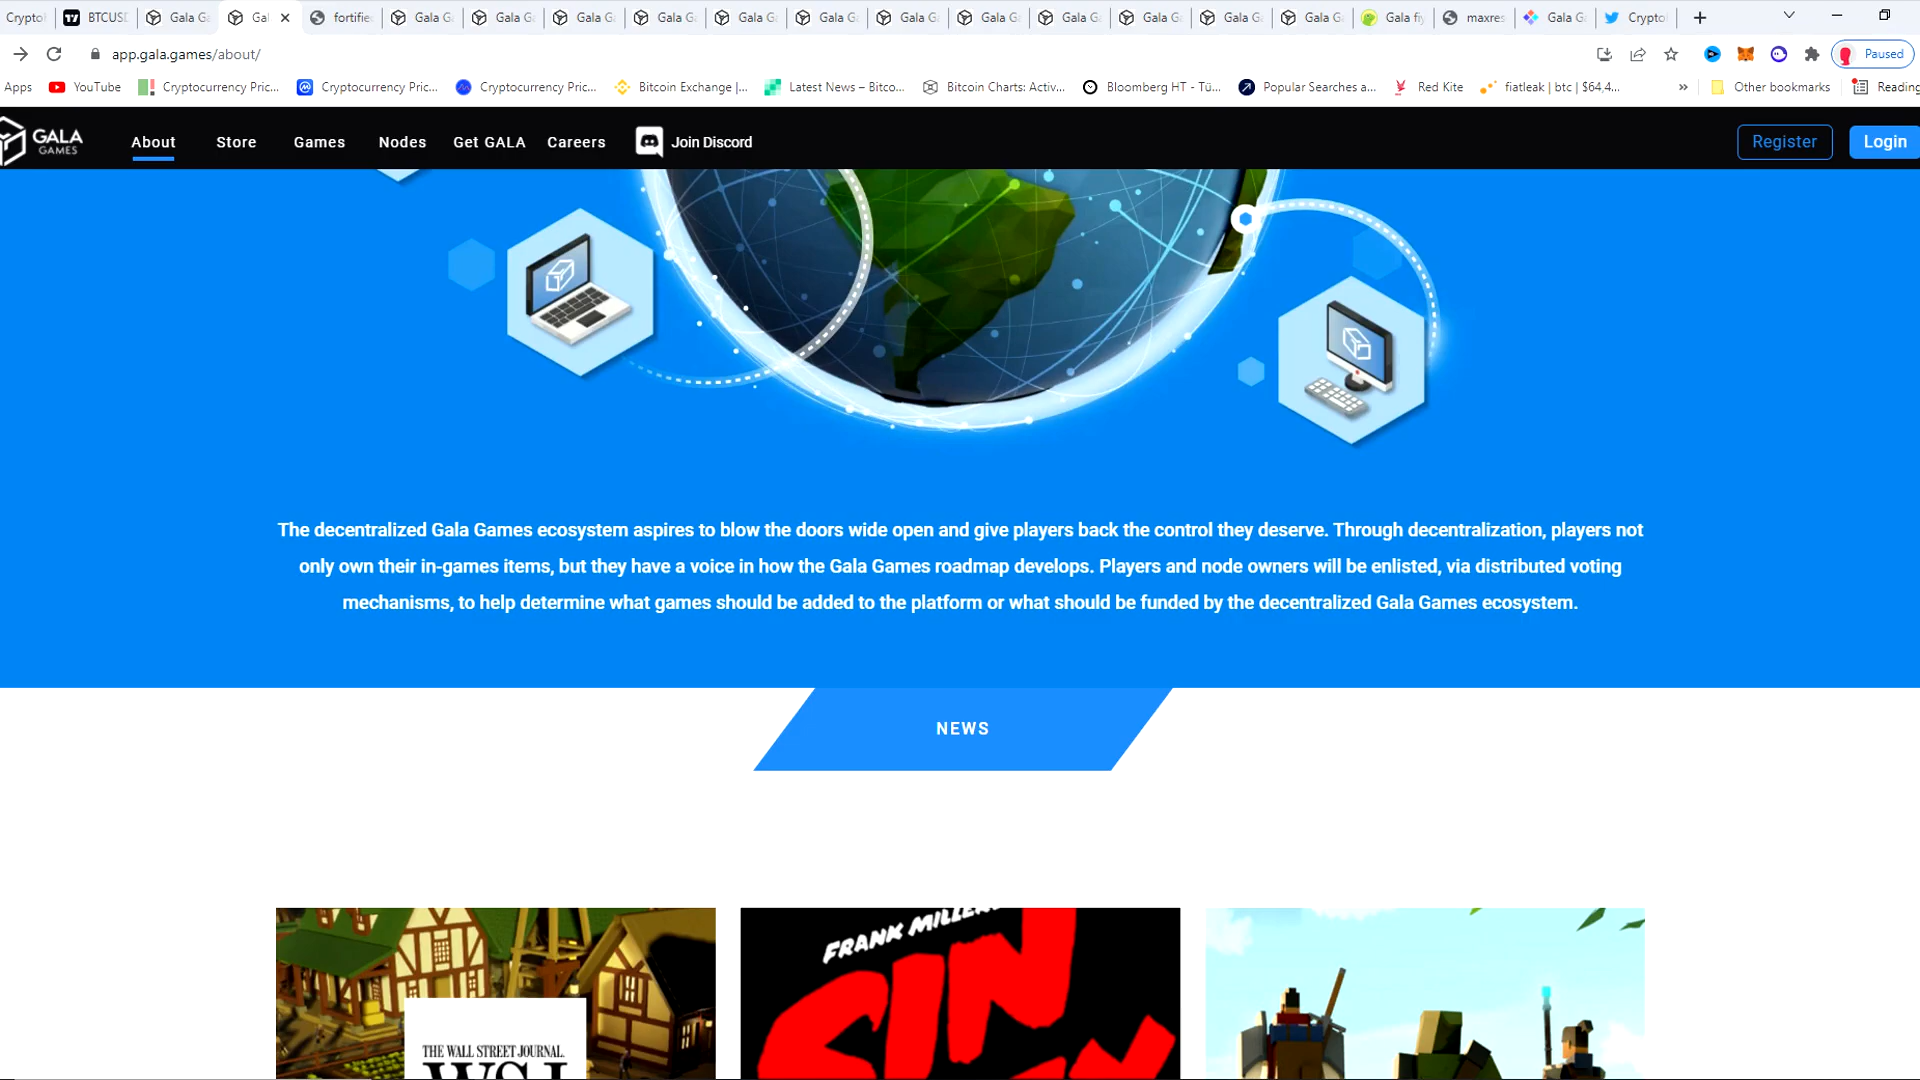 Crypto
BTCUS
Gala G
Ga
fortifie
Gala G
Gala G
Gala G
Gala G
Gala G
Gala G
Gala G
Gala G
Gala G
Gala G
Gala G
Gala G
Gala fiy
maxres
Gala G
Crypto
app.gala.games/about/
Paused
Apps
YouTube
Cryptocurrency Pric...
Cryptocurrency Pric...
Cryptocurrency Pric...
Bitcoin Exchange |...
Latest News – Bitco...
Bitcoin Charts: Activ...
Bloomberg HT - Tü...
Popular Searches a...
Red Kite
fiatleak | btc | $64,4...
»
Other bookmarks
Reading
GALA
GAMES
About
Store
Games
Nodes
Get GALA
Careers
Join Discord
Register
Login
The decentralized Gala Games ecosystem aspires to blow the doors wide open and give players back the control they deserve. Through decentralization, players not
only own their in-games items, but they have a voice in how the Gala Games roadmap develops. Players and node owners will be enlisted, via distributed voting
mechanisms, to help determine what games should be added to the platform or what should be funded by the decentralized Gala Games ecosystem.
NEWS
THE WALL STREET JOURNAL.
WSJ
FRANK MILLER
SIN